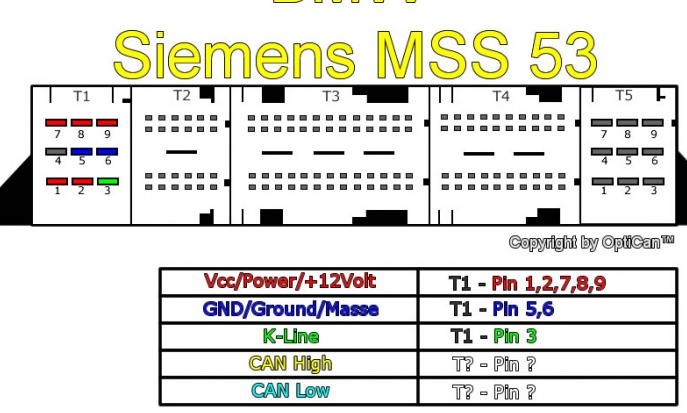 Siemens MSS 53
T1 T2 T3 T4 T5
7 8 9 7 8 9
4 5 6 4 5 6
1 2 3 1 2 3
Copyright by OptiCan™
Vcc/Power/+12Volt T1 - Pin 1,2,7,8,9
GND/Ground/Masse T1 - Pin 5,6
K-Line T1 - Pin 3
CAN High T? - Pin ?
CAN Low T? - Pin ?